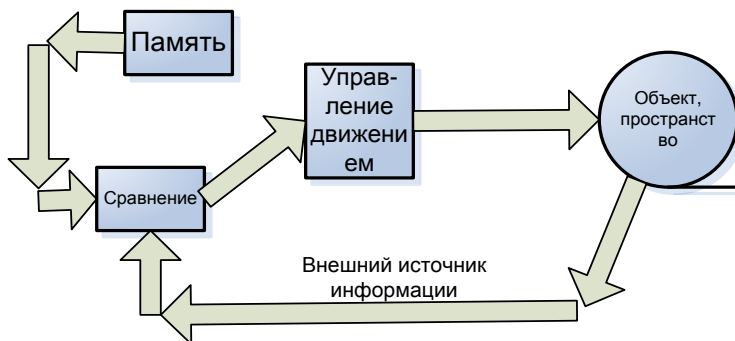 Память
Управ-
ление
движени
ем
Объект,
пространст
во
Сравнение
Внешний источник
информации